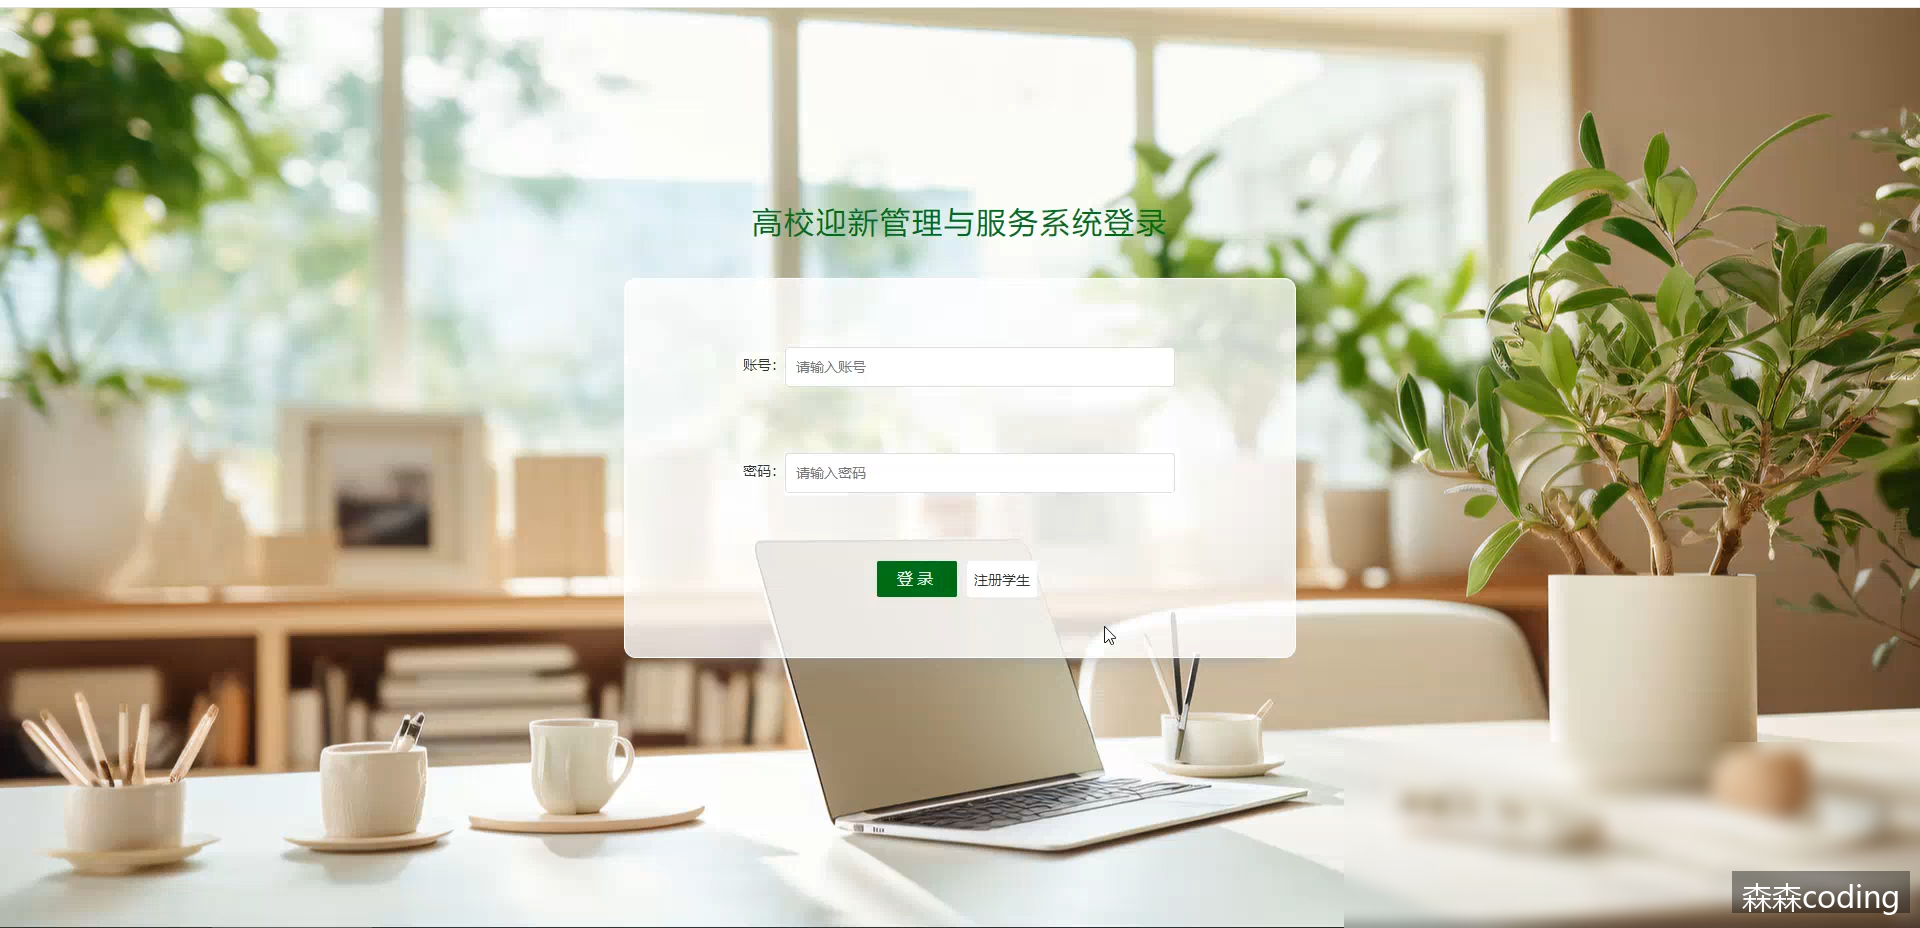 高校迎新管理与服务系统登录
账号：
请输入账号
密码：
请输入密码
登录
注册学生
森森coding